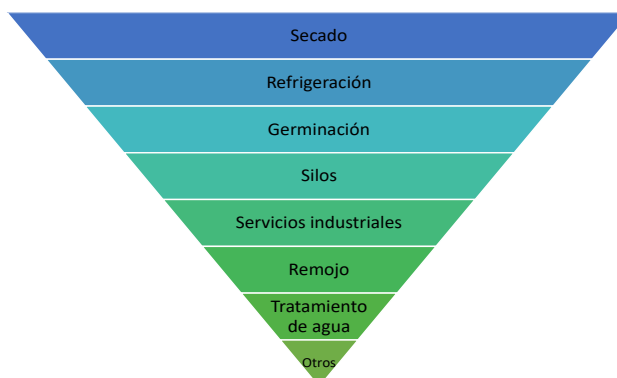 Secado
Refrigeración
Germinación
Silos
Servicios industriales
Remojo
Tratamiento
de agua
Otros